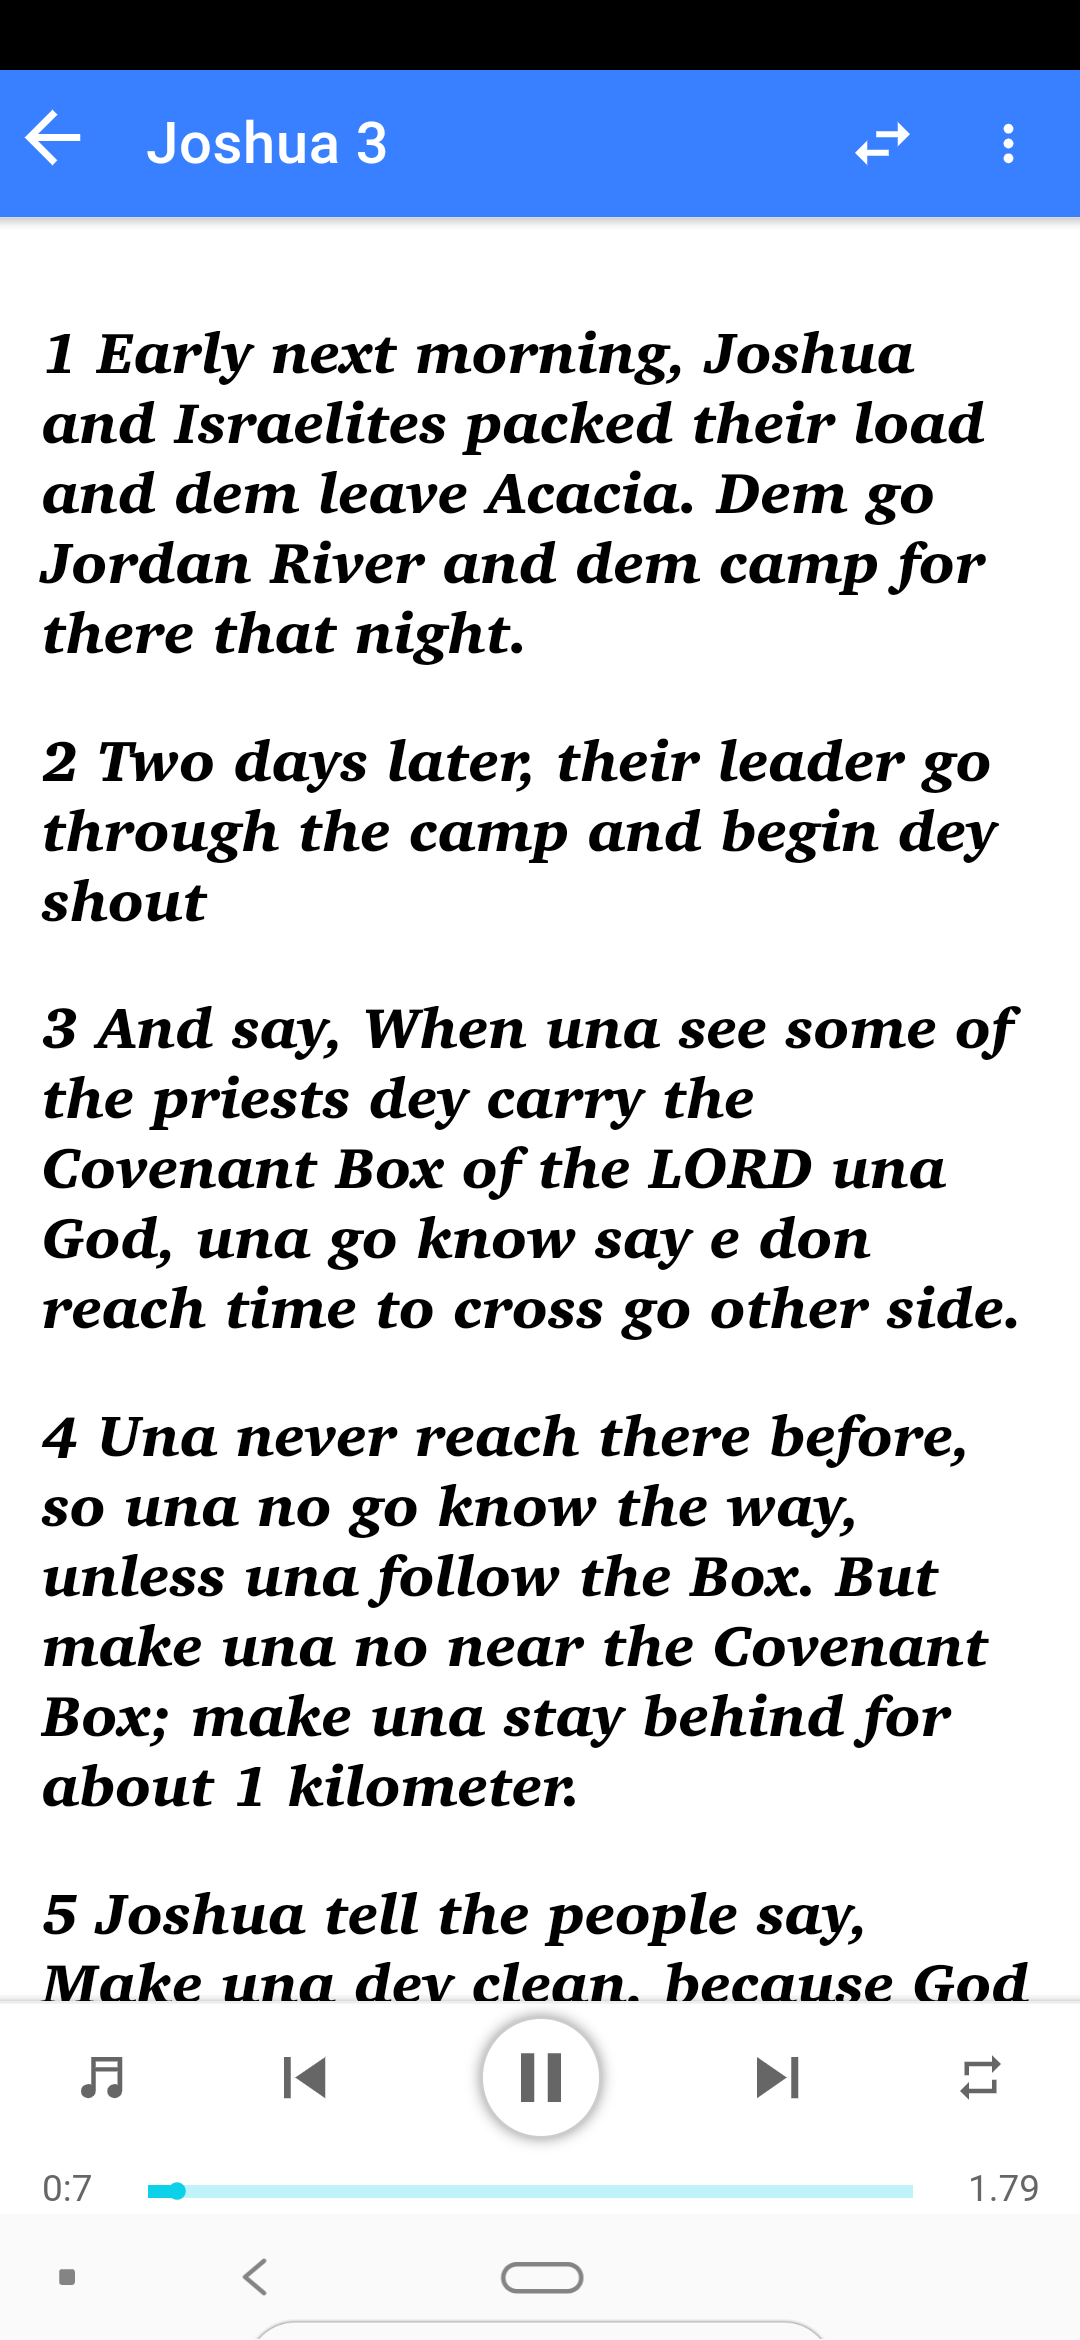 Joshua 3
1 Early next morning, Joshua
and Israelites packed their load
and dem leave Acacia. Dem go
Jordan River and dem camp for
there that night.
2 Two days later, their leader go
through the camp and begin dey
shout
3 And say, When una see some of
the priests dey carry the
Covenant Box of the LORD una
God, una go know say e don
reach time to cross go other side.
4 Una never reach there before,
so una no go know the way,
unless una follow the Box. But
make una no near the Covenant
Box; make una stay behind for
about 1 kilometer.
5 Joshua tell the people say,
Make una dey clean, because God
0:7
1.79